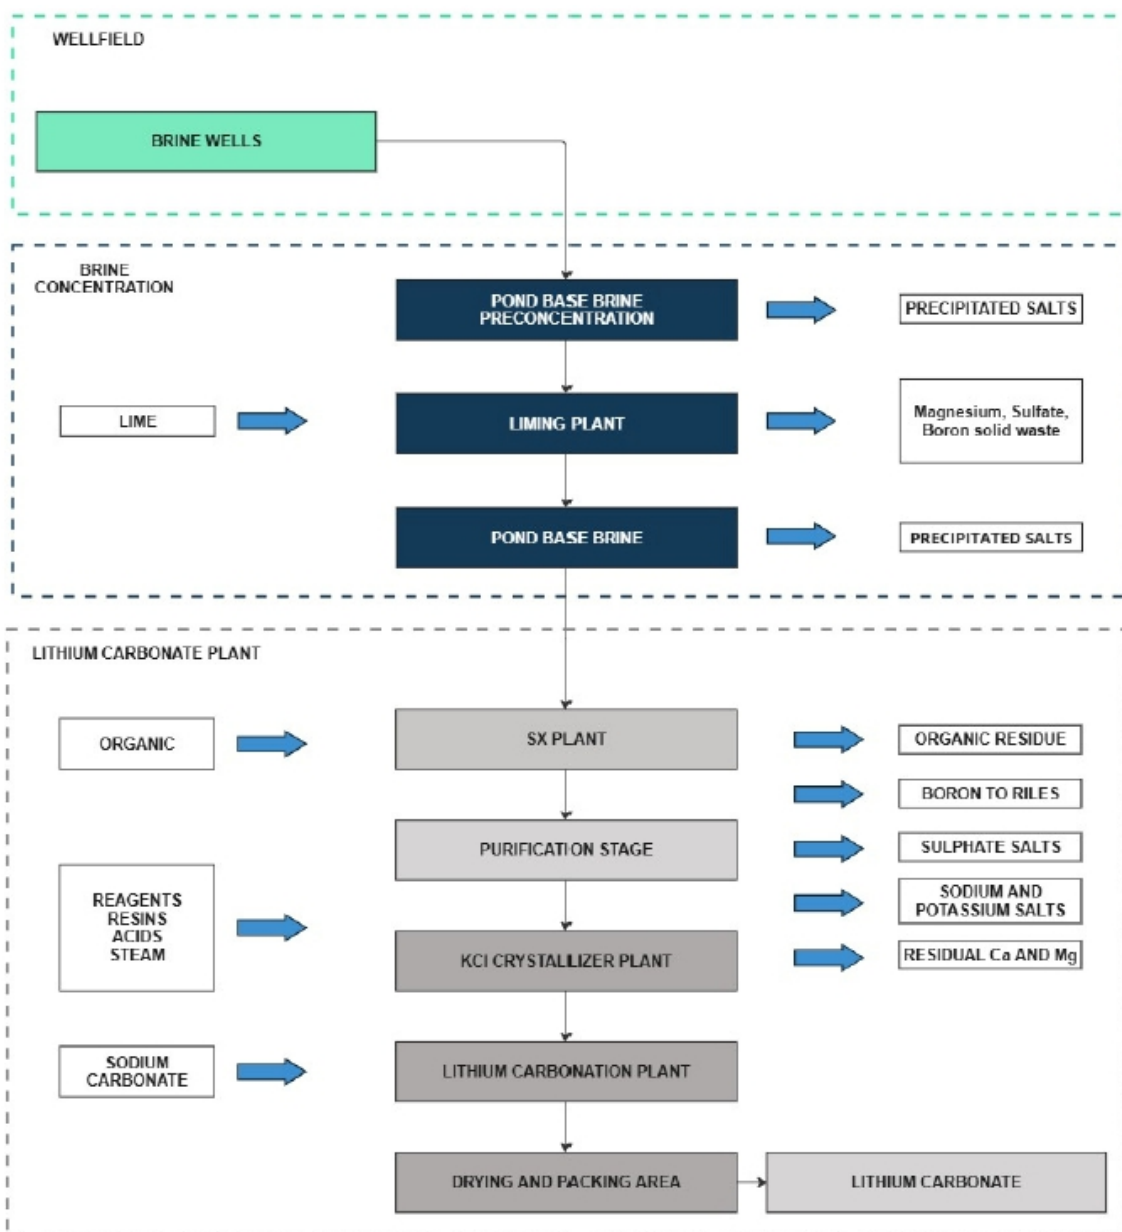 WELLFIELD
BRINE WELLS
BRINE
CONCENTRATION
POND BASE BRINE
PRECONCENTRATION
PRECIPITATED SALTS
LIME
LIMING PLANT
Magnesium, Sulfate,
Boron solid waste
POND BASE BRINE
PRECIPITATED SALTS
LITHIUM CARBONATE PLANT
ORGANIC
SX PLANT
ORGANIC RESIDUE
BORON TO RILES
PURIFICATION STAGE
SULPHATE SALTS
REAGENTS
RESINS
ACIDS
STEAM
SODIUM AND
POTASSIUM SALTS
KCl CRYSTALLIZER PLANT
RESIDUAL Ca AND Mg
SODIUM
CARBONATE
LITHIUM CARBONATION PLANT
DRYING AND PACKING AREA
LITHIUM CARBONATE